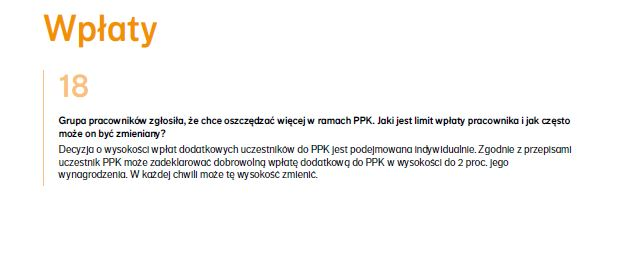 Wpłaty
18
Grupa pracowników zgłosiła, że chce oszczędzać więcej w ramach PPK. Jaki jest limit wpłaty pracownika i jak często
może on być zmieniany?
Decyzja o wysokości wpłat dodatkowych uczestników do PPK jest podejmowana indywidualnie. Zgodnie z przepisami
uczestnik PPK może zadeklarować dobrowolną wpłatę dodatkową do PPK w wysokości do 2 proc. jego
wynagrodzenia. W każdej chwili może tę wysokość zmienić.